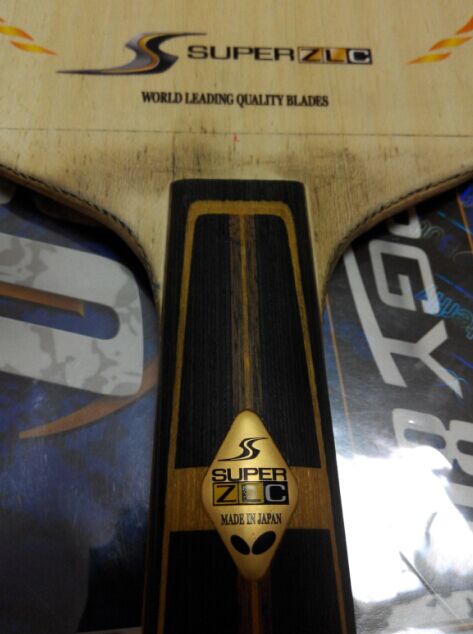 SUPER ZLC
WORLD LEADING QUALITY BLADES
SUPER
ZLC
MADE IN JAPAN